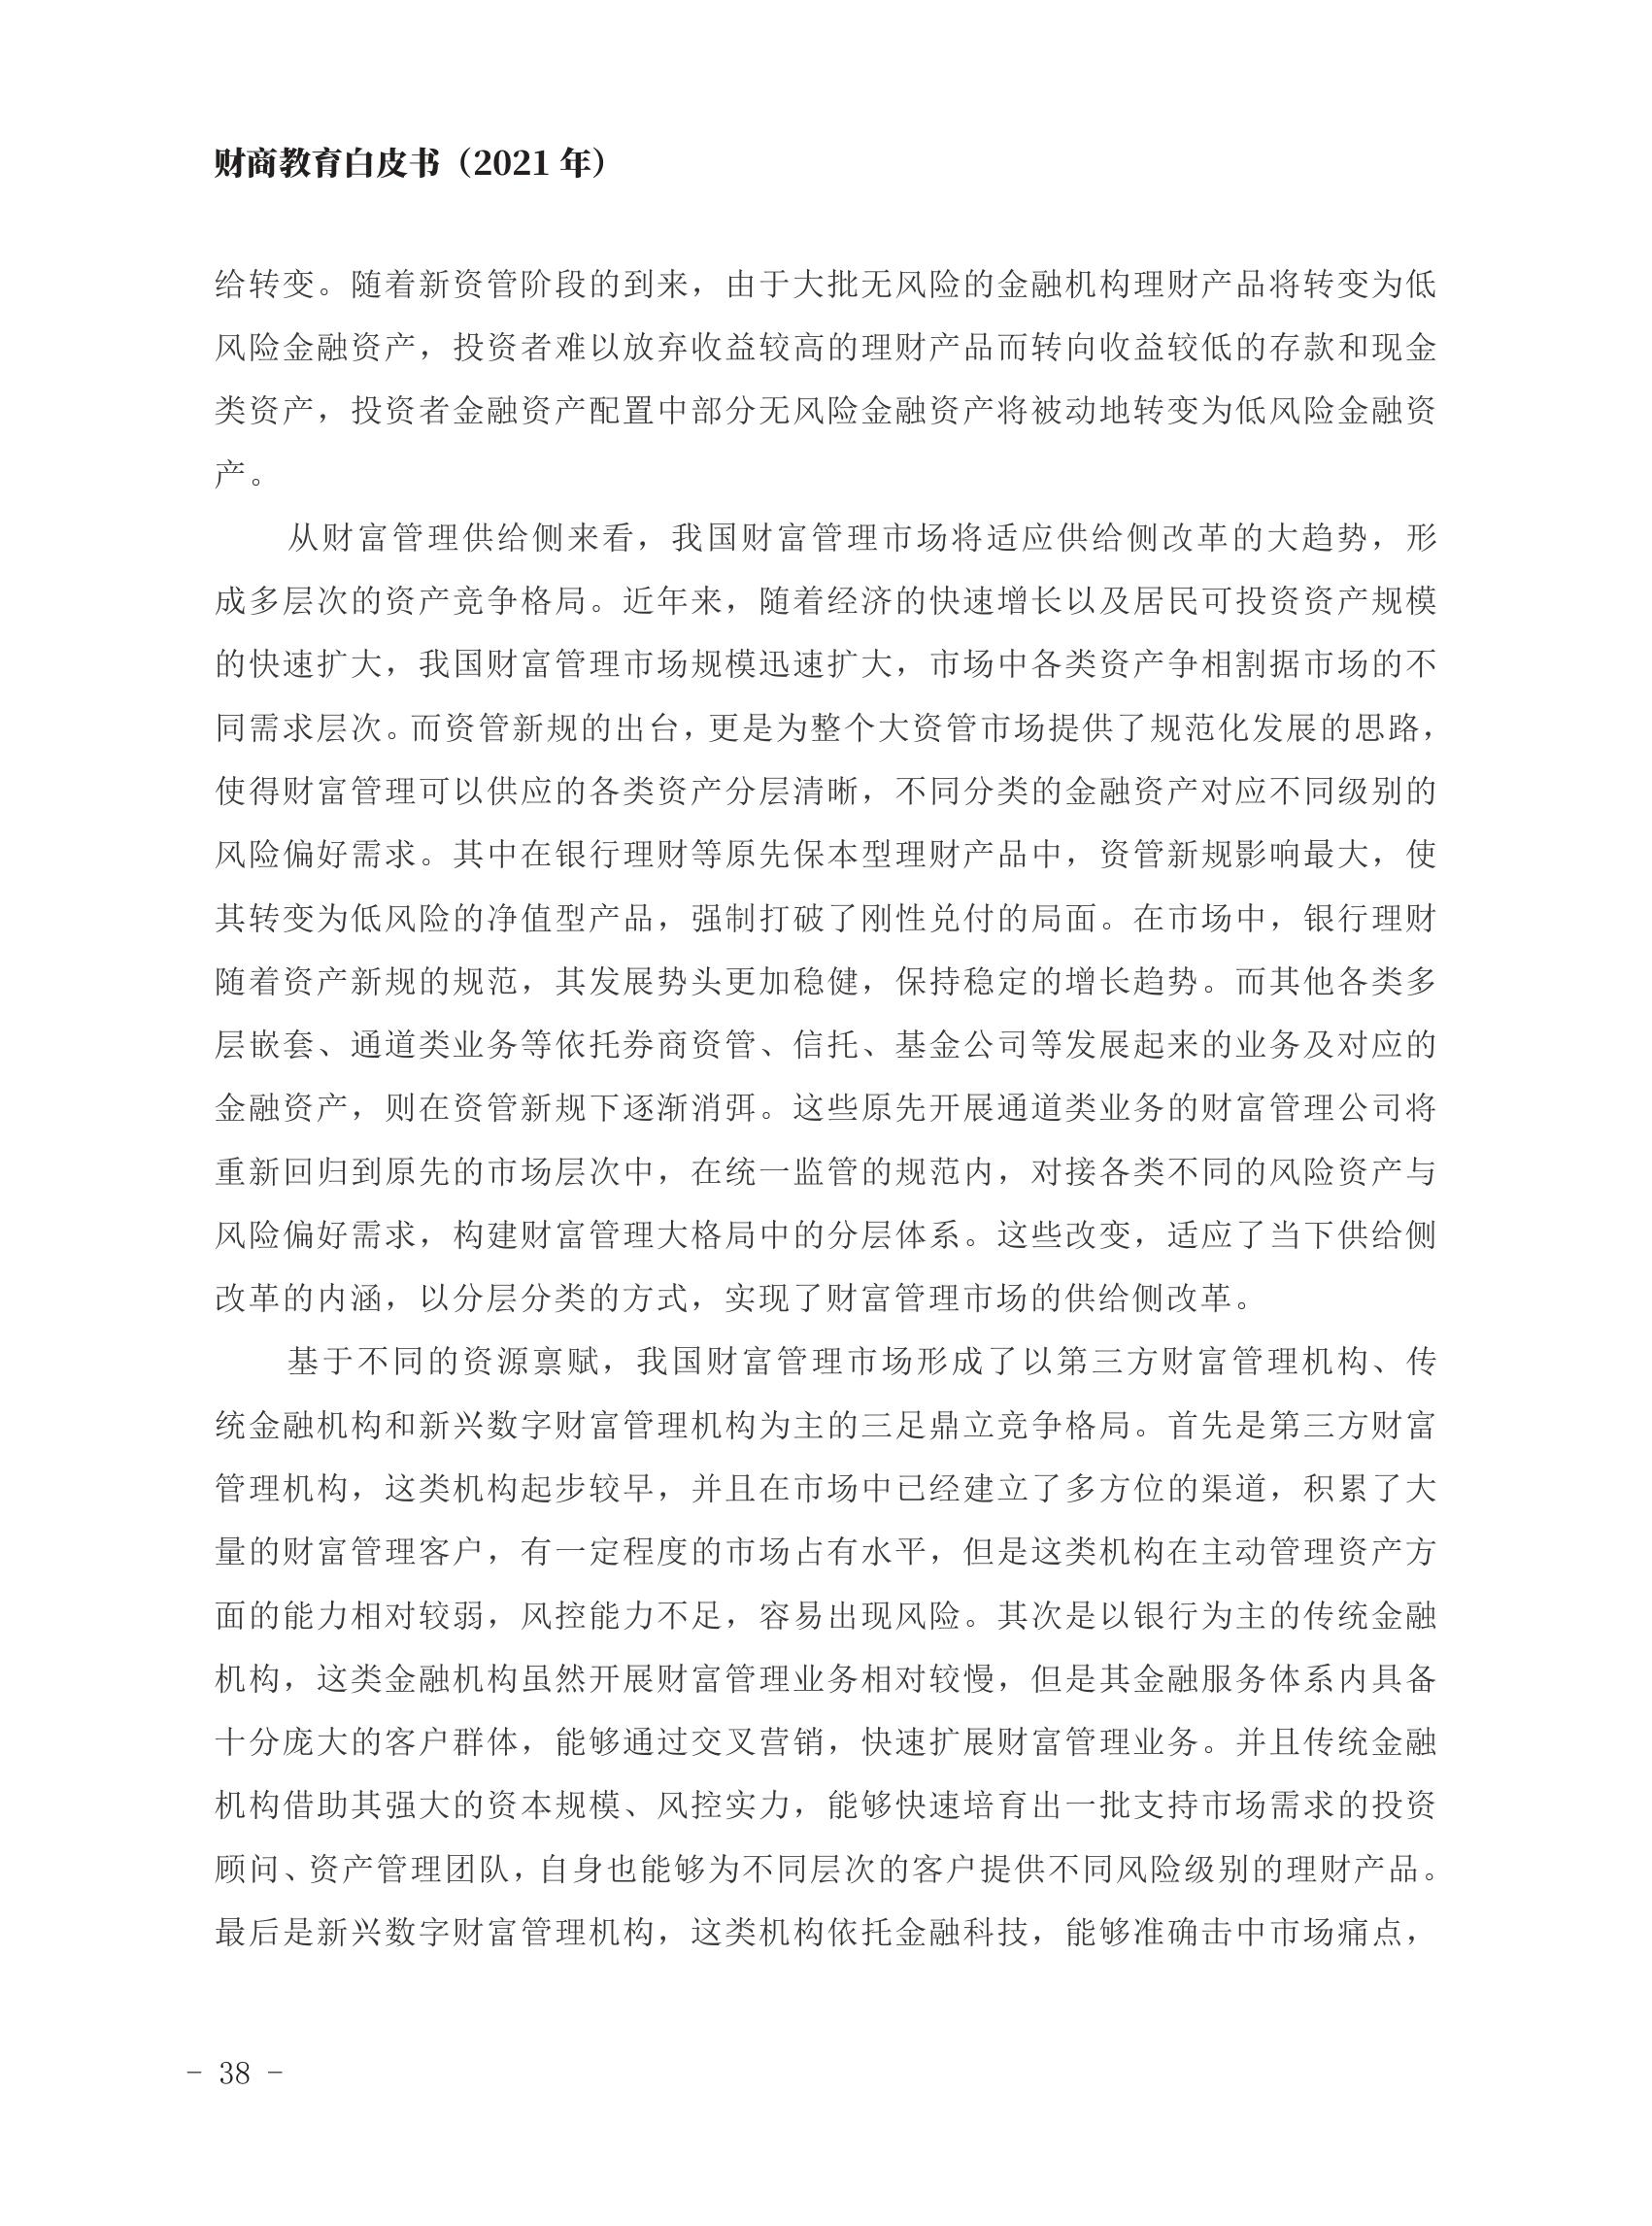 财商教育白皮书（2021 年）
给转变。随着新资管阶段的到来，由于大批无风险的金融机构理财产品将转变为低
风险金融资产，投资者难以放弃收益较高的理财产品而转向收益较低的存款和现金
类资产，投资者金融资产配置中部分无风险金融资产将被动地转变为低风险金融资
产。
从财富管理供给侧来看，我国财富管理市场将适应供给侧改革的大趋势，形
成多层次的资产竞争格局。近年来，随着经济的快速增长以及居民可投资资产规模
的快速扩大，我国财富管理市场规模迅速扩大，市场中各类资产争相割据市场的不
同需求层次。而资管新规的出台，更是为整个大资管市场提供了规范化发展的思路，
使得财富管理可以供应的各类资产分层清晰，不同分类的金融资产对应不同级别的
风险偏好需求。其中在银行理财等原先保本型理财产品中，资管新规影响最大，使
其转变为低风险的净值型产品，强制打破了刚性兑付的局面。在市场中，银行理财
随着资产新规的规范，其发展势头更加稳健，保持稳定的增长趋势。而其他各类多
层嵌套、通道类业务等依托券商资管、信托、基金公司等发展起来的业务及对应的
金融资产，则在资管新规下逐渐消弭。这些原先开展通道类业务的财富管理公司将
重新回归到原先的市场层次中，在统一监管的规范内，对接各类不同的风险资产与
风险偏好需求，构建财富管理大格局中的分层体系。这些改变，适应了当下供给侧
改革的内涵，以分层分类的方式，实现了财富管理市场的供给侧改革。
基于不同的资源禀赋，我国财富管理市场形成了以第三方财富管理机构、传
统金融机构和新兴数字财富管理机构为主的三足鼎立竞争格局。首先是第三方财富
管理机构，这类机构起步较早，并且在市场中已经建立了多方位的渠道，积累了大
量的财富管理客户，有一定程度的市场占有水平，但是这类机构在主动管理资产方
面的能力相对较弱，风控能力不足，容易出现风险。其次是以银行为主的传统金融
机构，这类金融机构虽然开展财富管理业务相对较慢，但是其金融服务体系内具备
十分庞大的客户群体，能够通过交叉营销，快速扩展财富管理业务。并且传统金融
机构借助其强大的资本规模、风控实力，能够快速培育出一批支持市场需求的投资
顾问、资产管理团队，自身也能够为不同层次的客户提供不同风险级别的理财产品。
最后是新兴数字财富管理机构，这类机构依托金融科技，能够准确击中市场痛点，
- 38 -